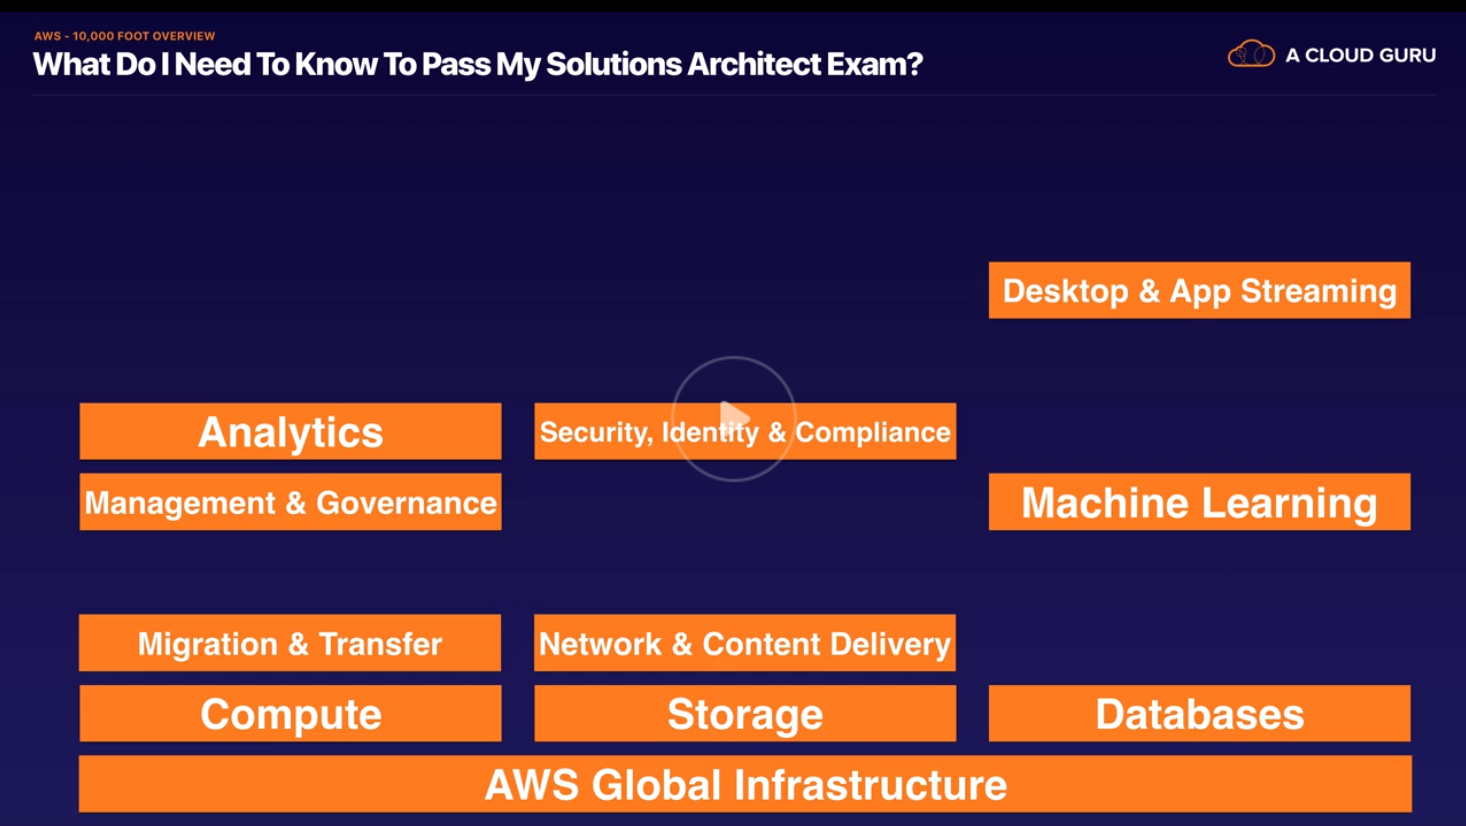 AWS - 10,000 FOOT OVERVIEW
What Do I Need To Know To Pass My Solutions Architect Exam?
A CLOUD GURU
Desktop & App Streaming
Analytics
Security, Identity & Compliance
Management & Governance
Machine Learning
Migration & Transfer
Network & Content Delivery
Compute
Storage
Databases
AWS Global Infrastructure